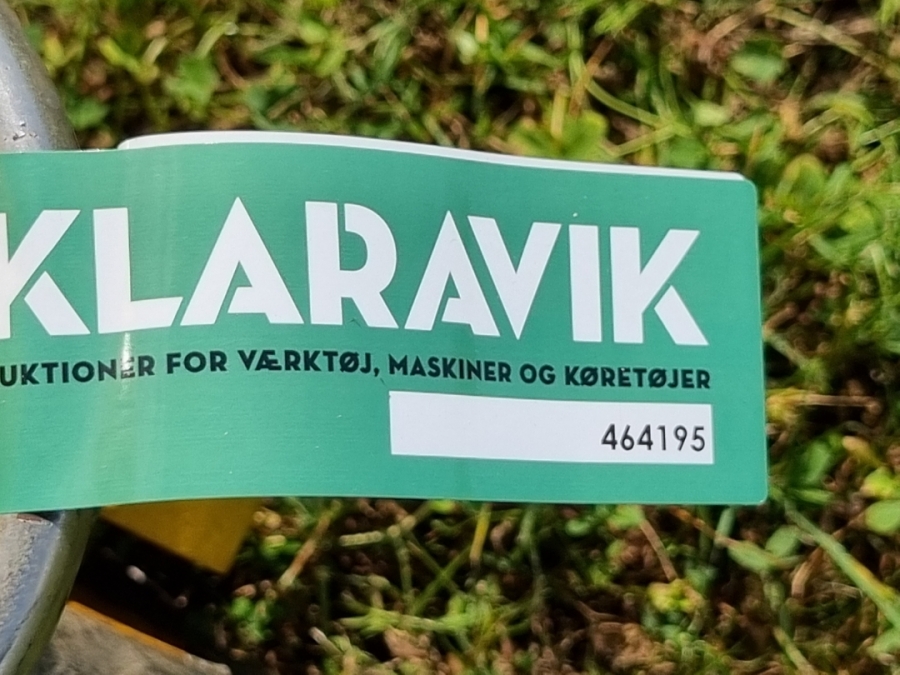 KLARAVIK
UKTIONER FOR VÆRKTØJ, MASKINER OG KØRETØJER
464195